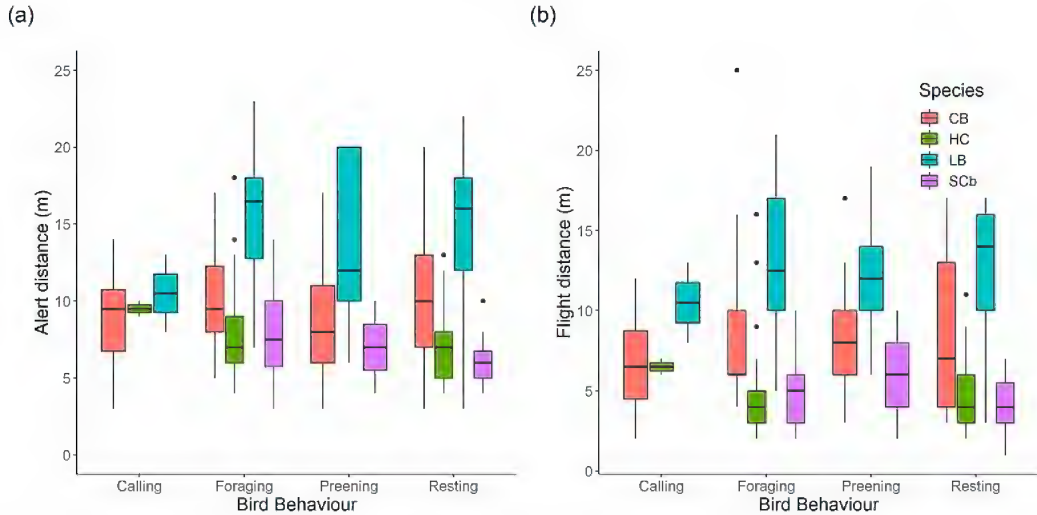 (a)
Alert distance (m)
25
20
15
10
5
0
Calling Foraging Preening Resting
Bird Behaviour
(b)
Flight distance (m)
25
20
15
10
5
0
Species
CB
HC
LB
SCb
Calling Foraging Preening Resting
Bird Behaviour